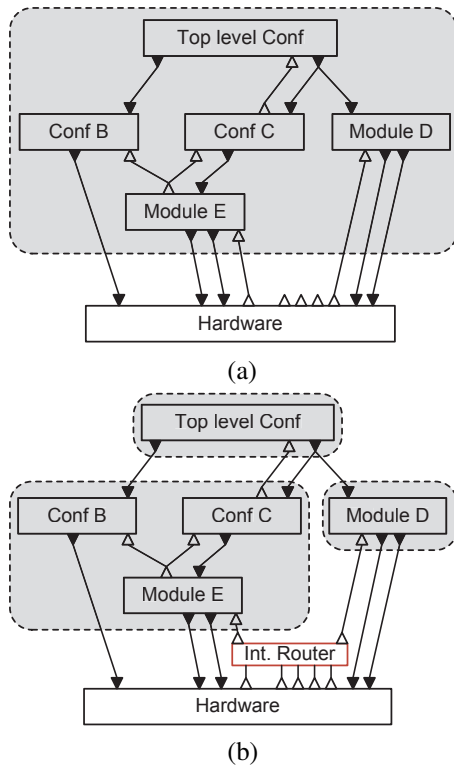 Top level Conf
Conf B
Conf C
Module D
Module E
Hardware
(a)
Top level Conf
Conf B
Conf C
Module D
Module E
Int. Router
Hardware
(b)